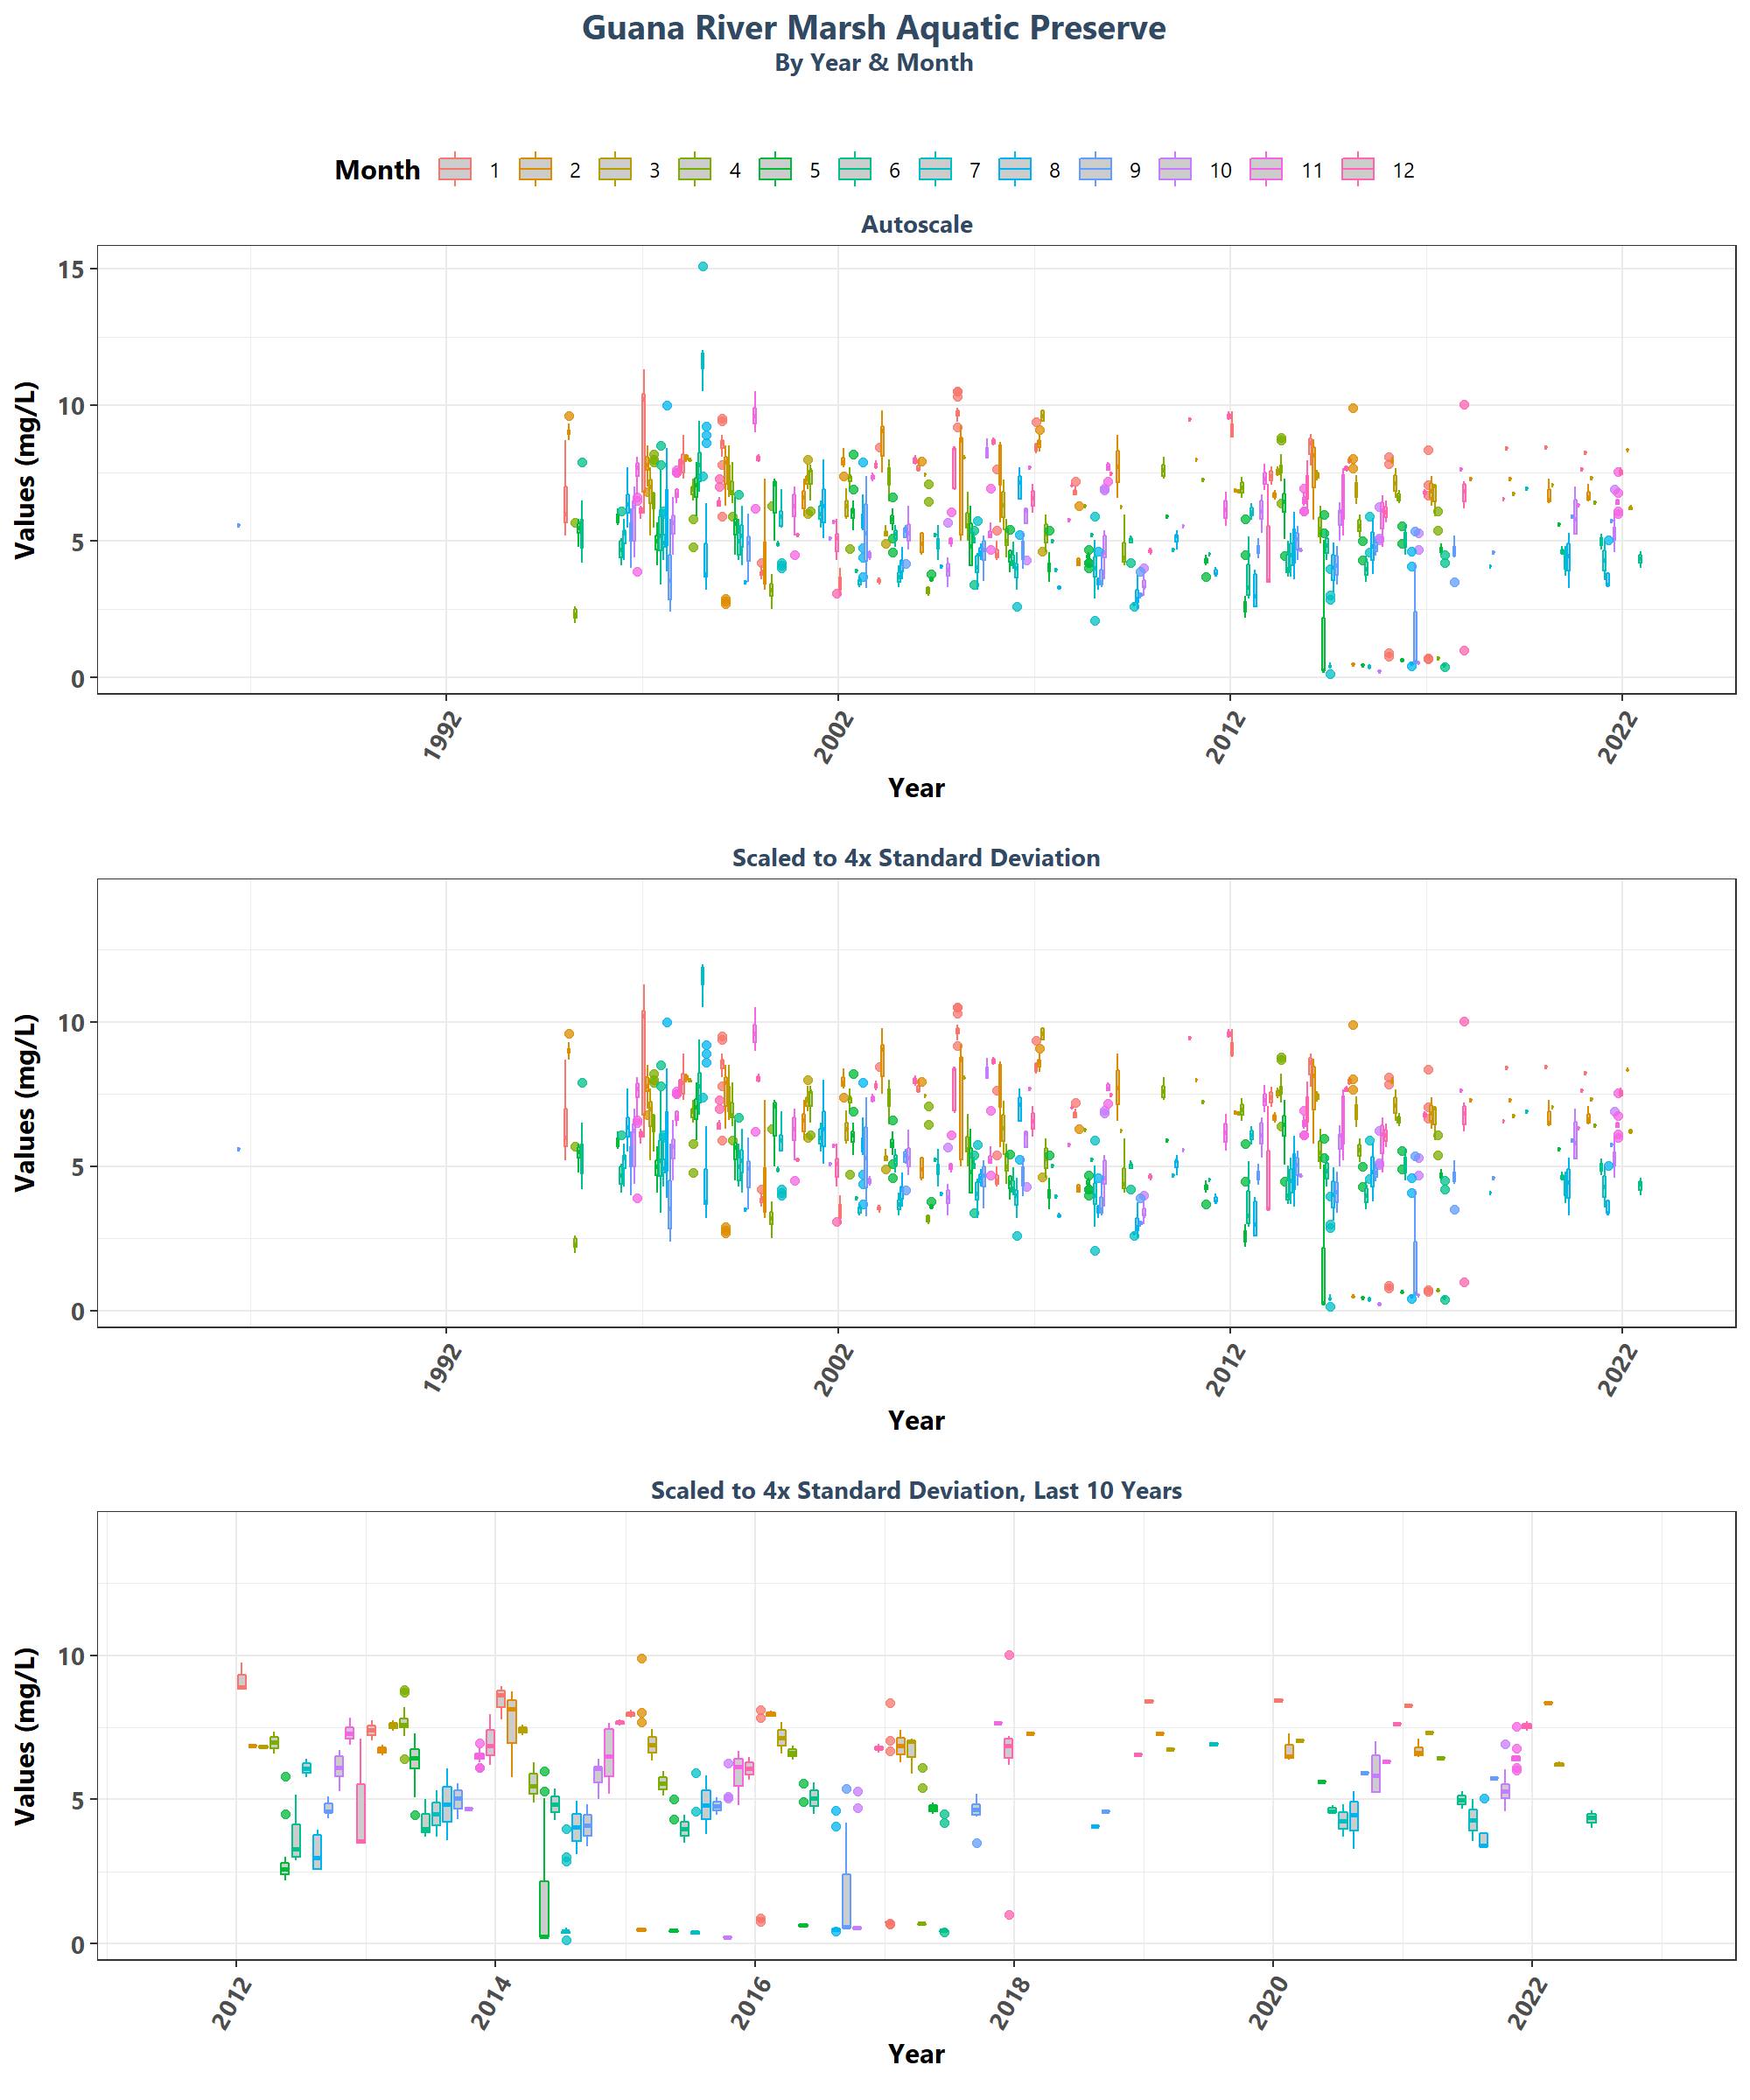 Guana River Marsh Aquatic Preserve
By Year & Month
Month 1 2 3 4 5 6 7 8 9 10 11 12
Autoscale
Values (mg/L)
15
10
5
0
1992 2002 2012 2022
Year
Scaled to 4x Standard Deviation
Values (mg/L)
10
5
0
1992 2002 2012 2022
Year
Scaled to 4x Standard Deviation, Last 10 Years
Values (mg/L)
10
5
0
2012 2014 2016 2018 2020 2022
Year